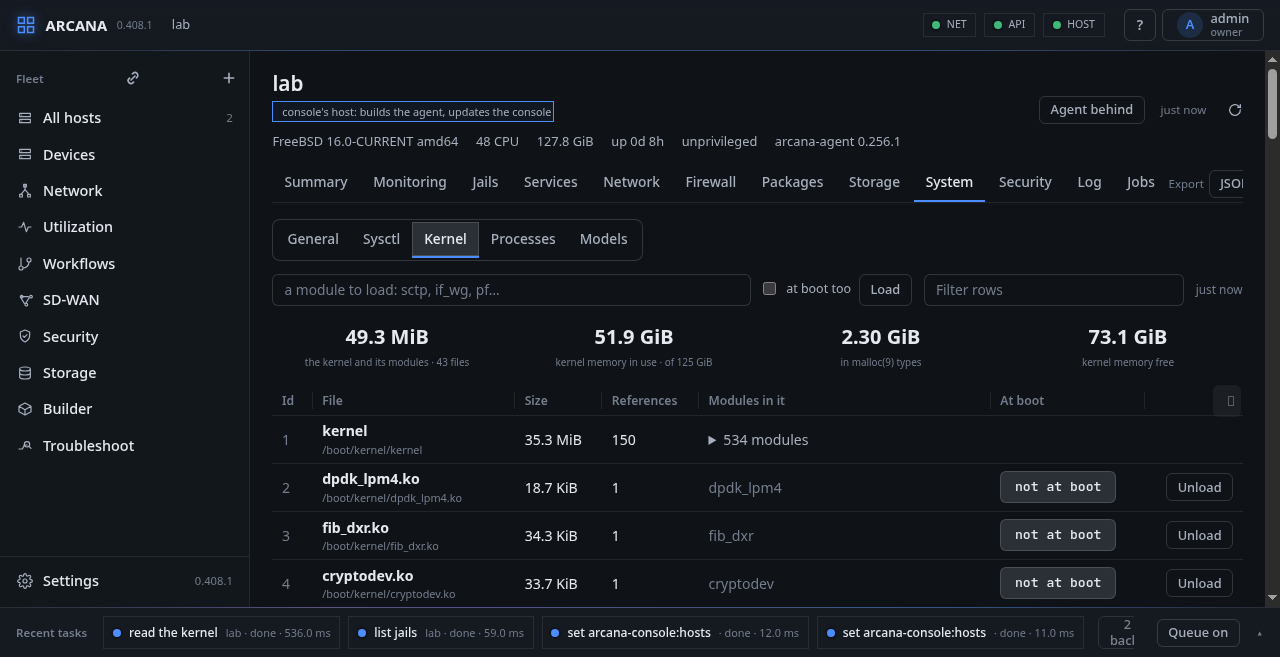 ARCANA 0.408.1 lab NET API HOST ? A admin
owner
Fleet
All hosts 2
Devices
Network
Utilization
Workflows
SD-WAN
Security
Storage
Builder
Troubleshoot
Settings 0.408.1
lab
console's host: builds the agent, updates the console
Agent behind just now
FreeBSD 16.0-CURRENT amd64 48 CPU 127.8 GiB up 0d 8h unprivileged arcana-agent 0.256.1
Summary Monitoring Jails Services Network Firewall Packages Storage System Security Log Jobs Export JSO
General Sysctl Kernel Processes Models
a module to load: sctp, if_wg, pf... at boot too Load Filter rows just now
49.3 MiB 51.9 GiB 2.30 GiB 73.1 GiB
the kernel and its modules · 43 files kernel memory in use · of 125 GiB in malloc(9) types kernel memory free
Id File Size References Modules in it At boot
1 kernel 35.3 MiB 150 534 modules
/boot/kernel/kernel
2 dpdk_lpm4.ko 18.7 KiB 1 dpdk_lpm4 not at boot Unload
/boot/kernel/dpdk_lpm4.ko
3 fib_dxr.ko 34.3 KiB 1 fib_dxr not at boot Unload
/boot/kernel/fib_dxr.ko
4 cryptodev.ko 33.7 KiB 1 cryptodev not at boot Unload
/boot/kernel/cryptodev.ko
Recent tasks read the kernel lab · done · 536.0 ms list jails lab · done · 59.0 ms set arcana-console:hosts · done · 12.0 ms set arcana-console:hosts · done · 11.0 ms 2 Queue on